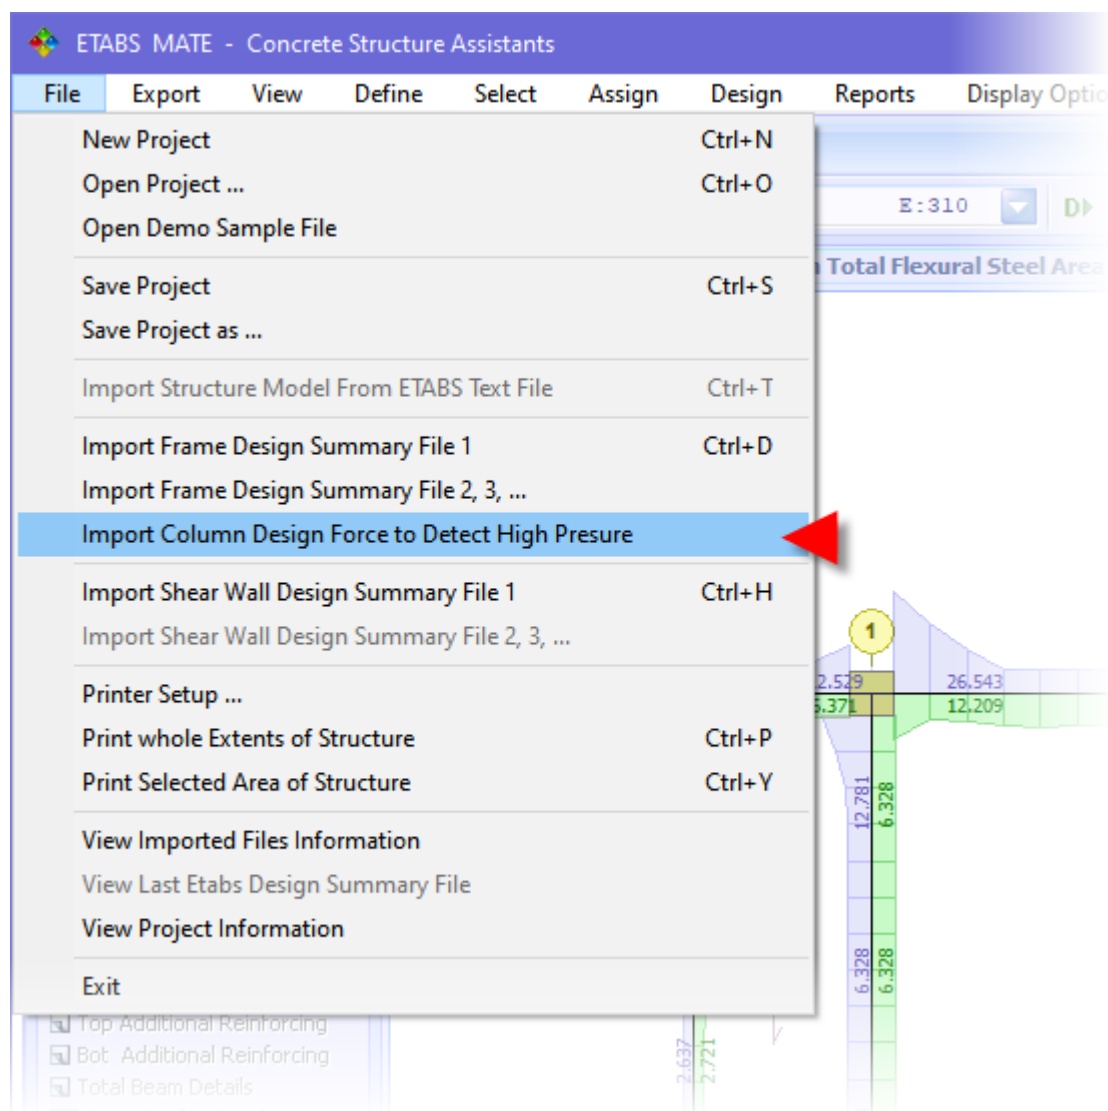 ETABS MATE - Concrete Structure Assistants
File Export View Define Select Assign Design Reports Display Optio
New Project Ctrl+N
Open Project ... Ctrl+O
Open Demo Sample File
E:310 D
Total Flexural Steel Area
Save Project Ctrl+S
Save Project as ...
Import Structure Model From ETABS Text File Ctrl+T
Import Frame Design Summary File 1 Ctrl+D
Import Frame Design Summary File 2, 3, ...
Import Column Design Force to Detect High Presure
Import Shear Wall Design Summary File 1 Ctrl+H
Import Shear Wall Design Summary File 2, 3, ...
1
Printer Setup ...
2.529 26.543
5.371 12.209
Print whole Extents of Structure Ctrl+P
Print Selected Area of Structure Ctrl+Y
12.781
6.328
View Imported Files Information
View Last Etabs Design Summary File
View Project Information
6.328
6.328
Exit
Top Additional Reinforcing
Bot Additional Reinforcing
Total Beam Details
2.637
2.721